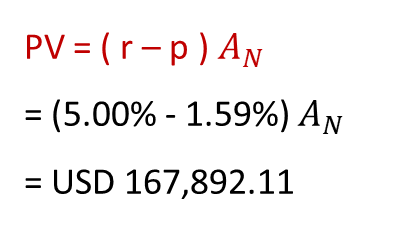 PV = ( r – p ) A_N
= (5.00% - 1.59%) A_N
= USD 167,892.11